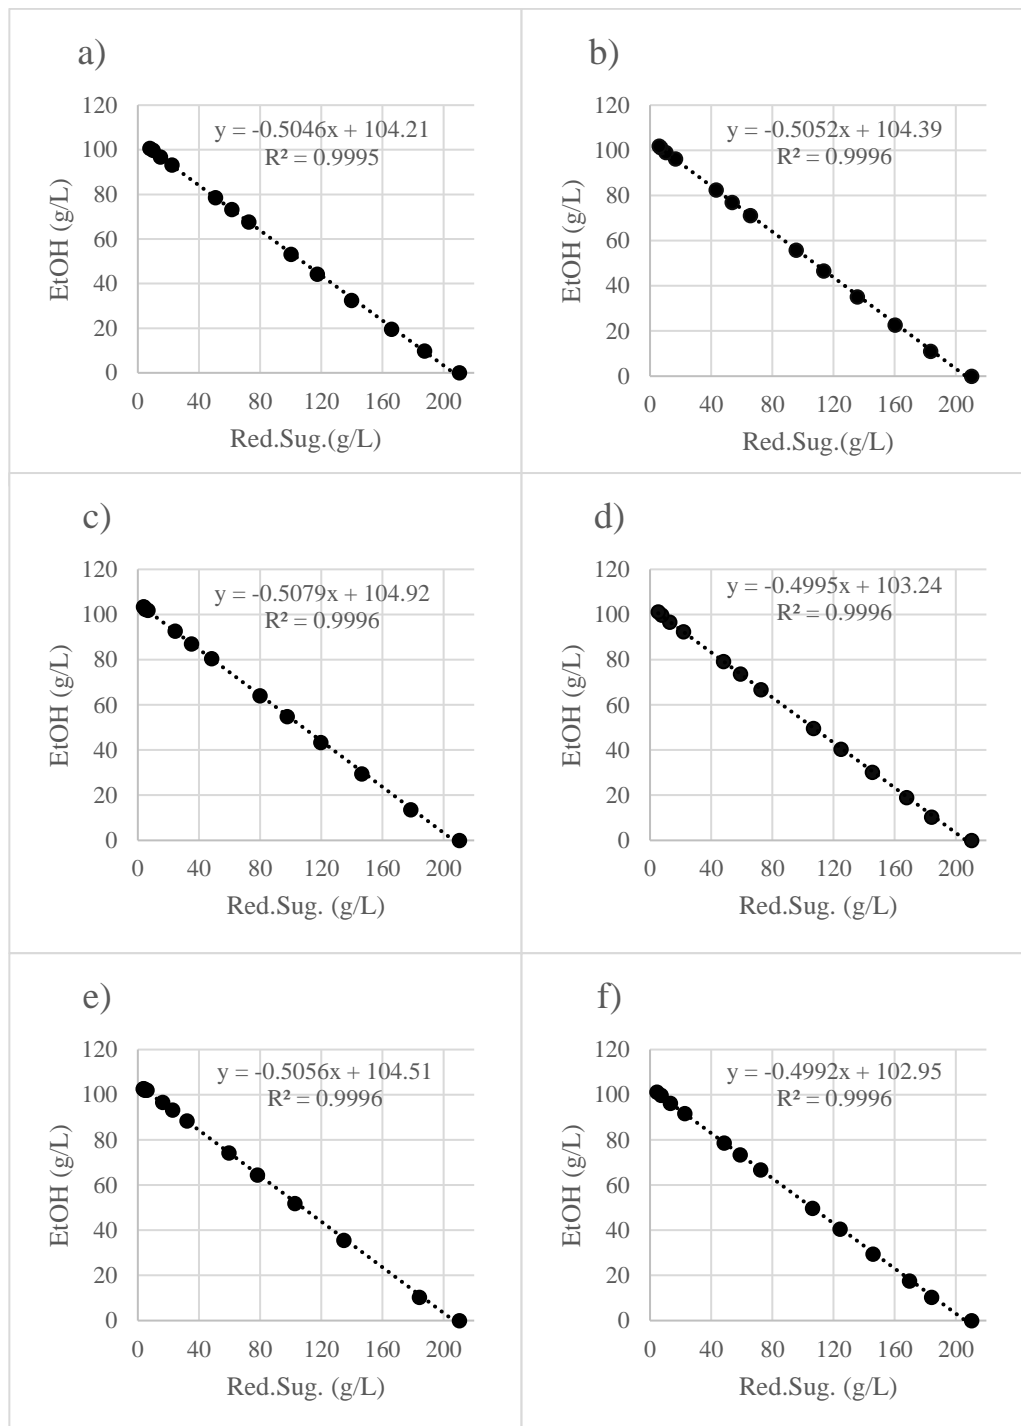 a)
y = -0.5046x + 104.21
R² = 0.9995
EtOH (g/L)
120
100
80
60
40
20
0
0 40 80 120 160 200
Red.Sug.(g/L)
b)
y = -0.5052x + 104.39
R² = 0.9996
EtOH (g/L)
120
100
80
60
40
20
0
0 40 80 120 160 200
Red.Sug.(g/L)
c)
y = -0.5079x + 104.92
R² = 0.9996
EtOH (g/L)
120
100
80
60
40
20
0
0 40 80 120 160 200
Red.Sug. (g/L)
d)
y = -0.4995x + 103.24
R² = 0.9996
EtOH (g/L)
120
100
80
60
40
20
0
0 40 80 120 160 200
Red.Sug. (g/L)
e)
y = -0.5056x + 104.51
R² = 0.9996
EtOH (g/L)
120
100
80
60
40
20
0
0 40 80 120 160 200
Red.Sug. (g/L)
f)
y = -0.4992x + 102.95
R² = 0.9996
EtOH (g/L)
120
100
80
60
40
20
0
0 40 80 120 160 200
Red.Sug. (g/L)